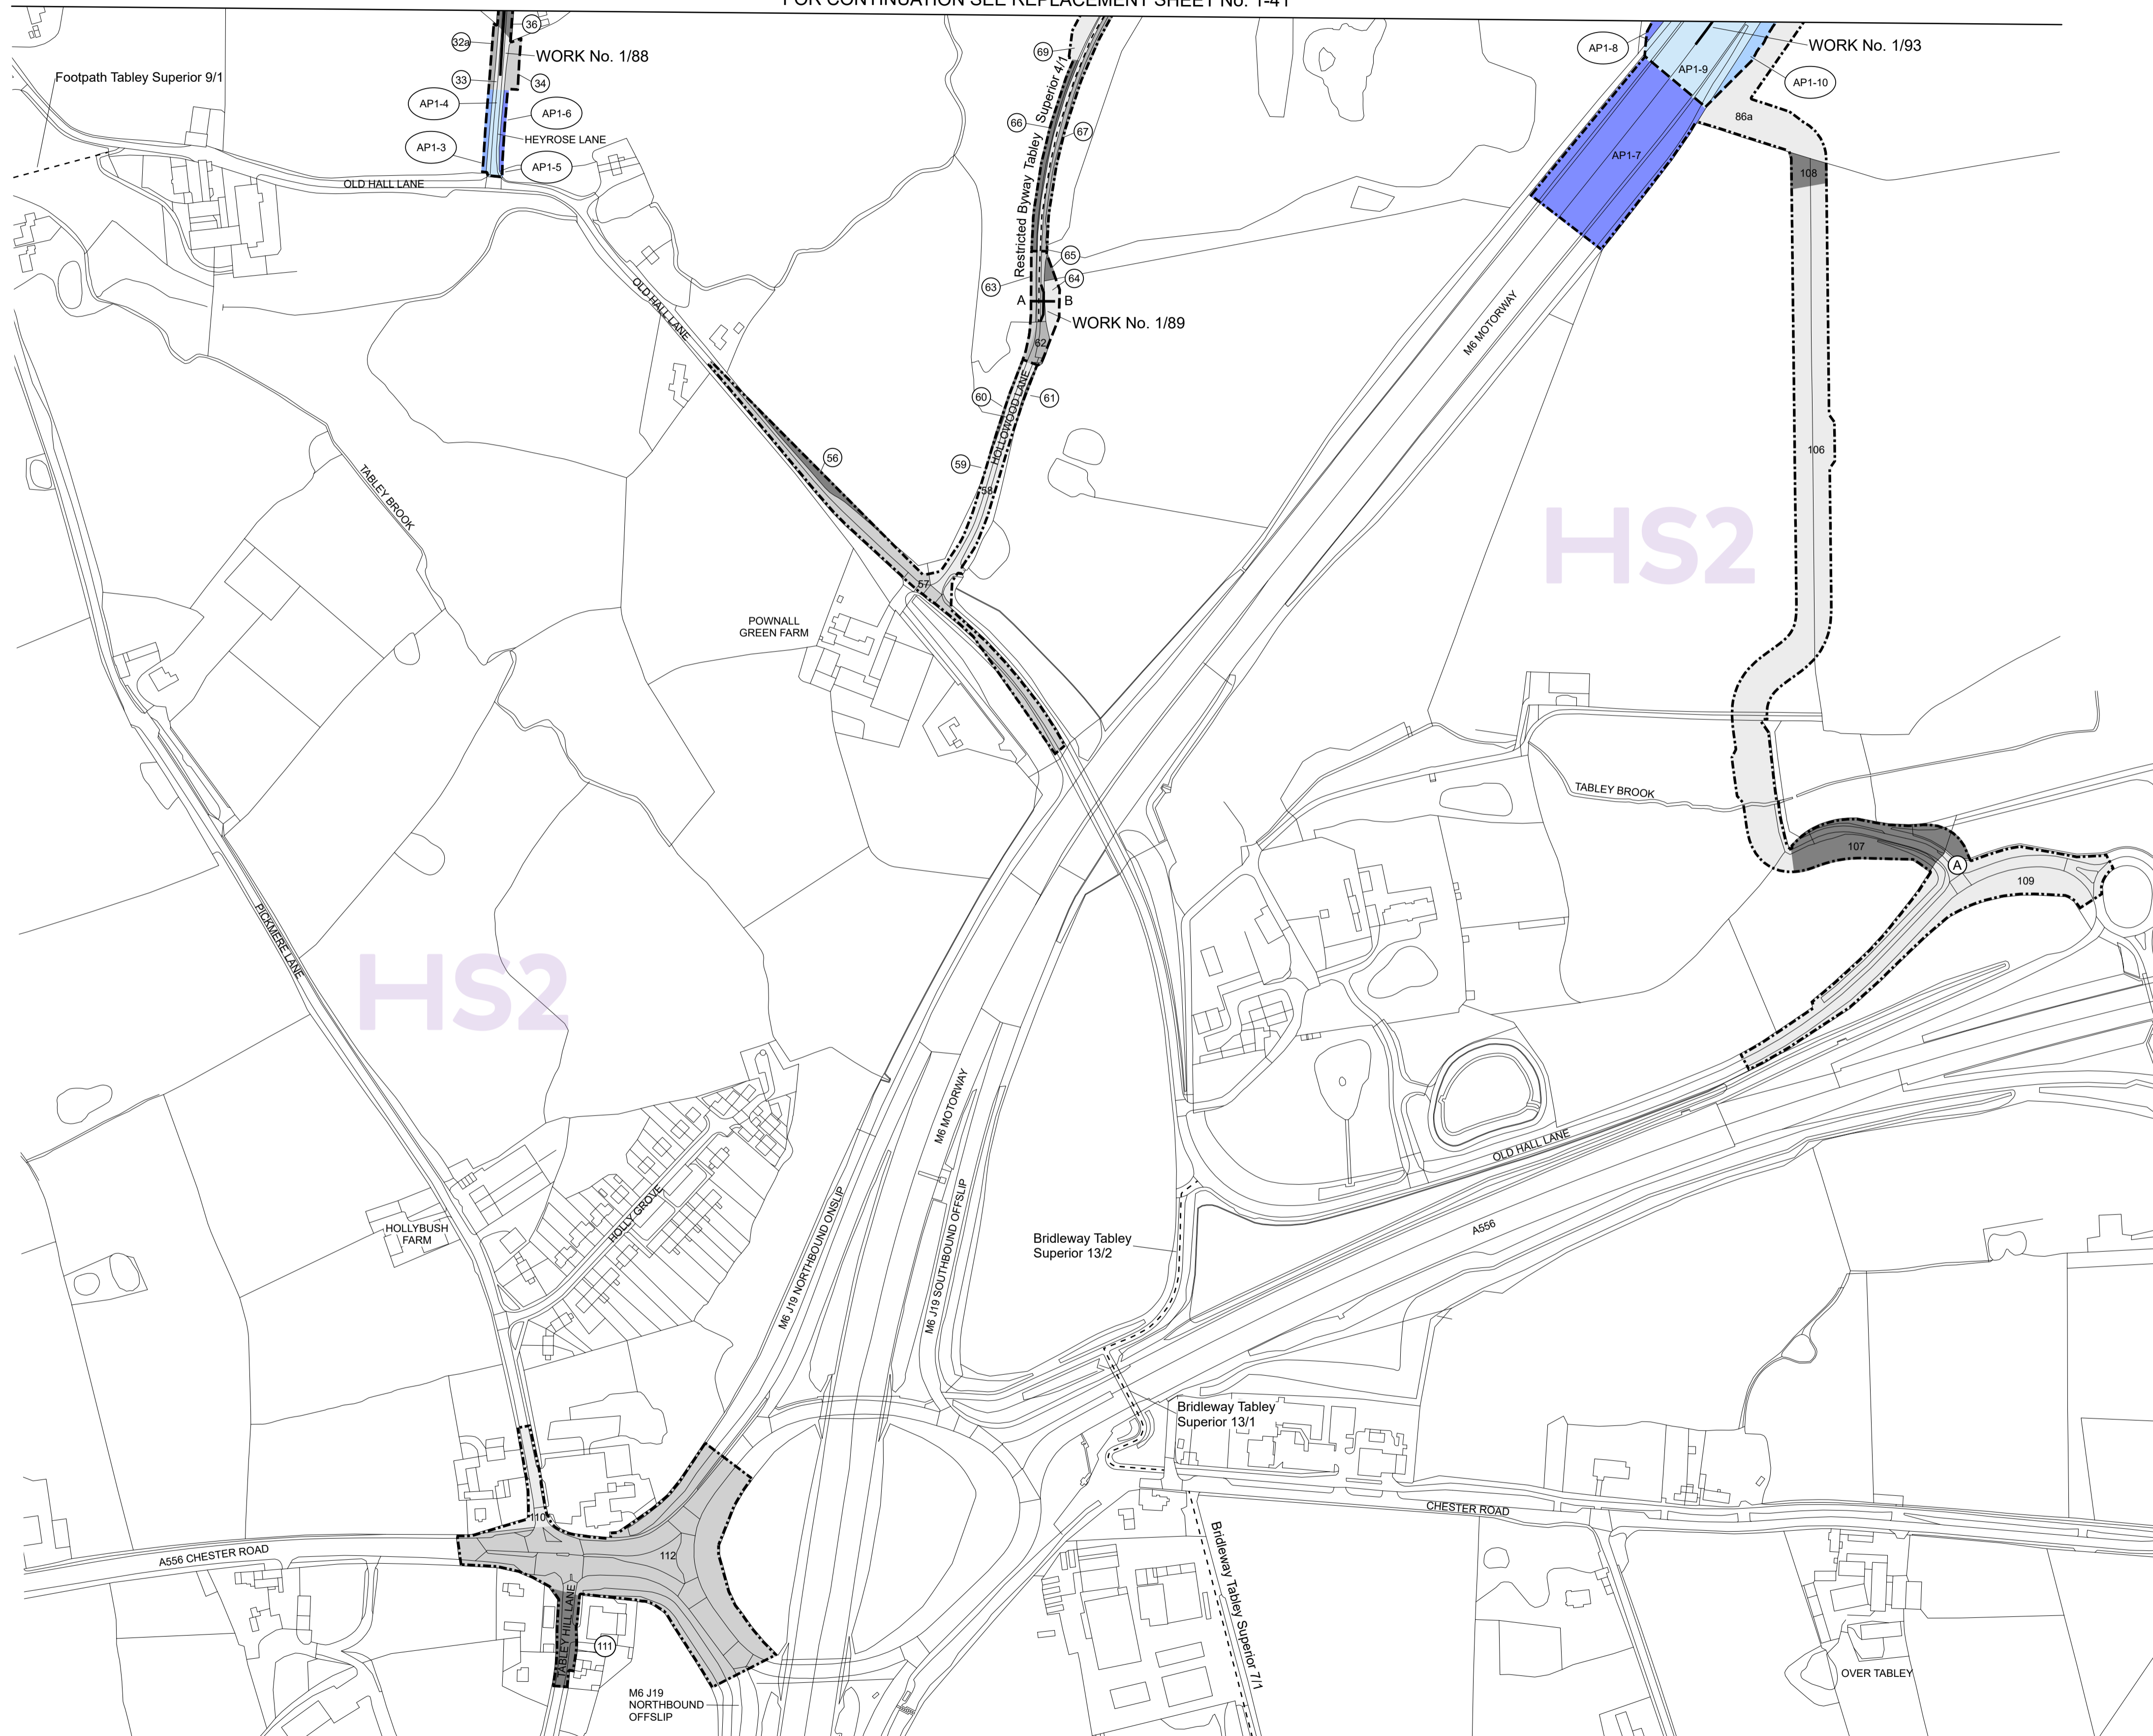 FOR CONTINUATION SEE REPLACEMENT SHEET No. 1-41
36
32a
WORK No. 1/88
Footpath Tabley Superior 9/1
33
34
AP1-4
AP1-6
HEYROSE LANE
AP1-3
AP1-5
OLD HALL LANE
69
Restricted Byway Tabley Superior 4/1
66
67
65
64
63
A
B
WORK No. 1/89
62
60
61
HOLLOWOOD LANE
59
58
AP1-8
WORK No. 1/93
AP1-9
AP1-10
86a
AP1-7
108
OLD HALL LANE
M6 MOTORWAY
106
56
TABLEY BROOK
57
HS2
POWNALL
GREEN FARM
TABLEY BROOK
107
A
109
PICKMERE LANE
HS2
M6 MOTORWAY
OLD HALL LANE
M6 J19 NORTHBOUND ONSLIP
M6 J19 SOUTHBOUND OFFSLIP
HOLLY GROVE
HOLLYBUSH
FARM
A556
Bridleway Tabley
Superior 13/2
Bridleway Tabley
Superior 13/1
CHESTER ROAD
110
112
A556 CHESTER ROAD
TABLEY HILL LANE
111
Bridleway Tabley Superior 7/1
M6 J19
NORTHBOUND
OFFSLIP
OVER TABLEY